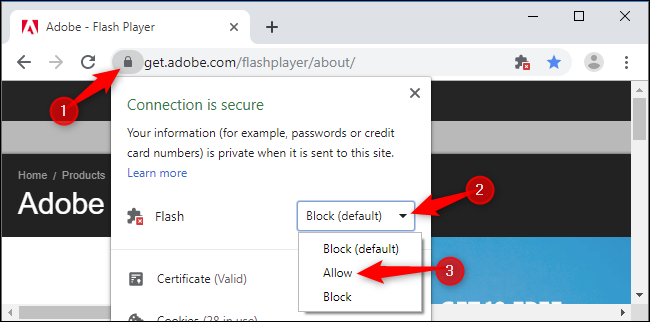 Adobe - Flash Player
get.adobe.com/flashplayer/about/
1
Connection is secure
Your information (for example, passwords or credit
card numbers) is private when it is sent to this site.
Learn more
Home / Products
Adobe
Flash
Block (default)
2
Block (default)
Allow
3
Block
Certificate (Valid)
Cookies (28 in use)